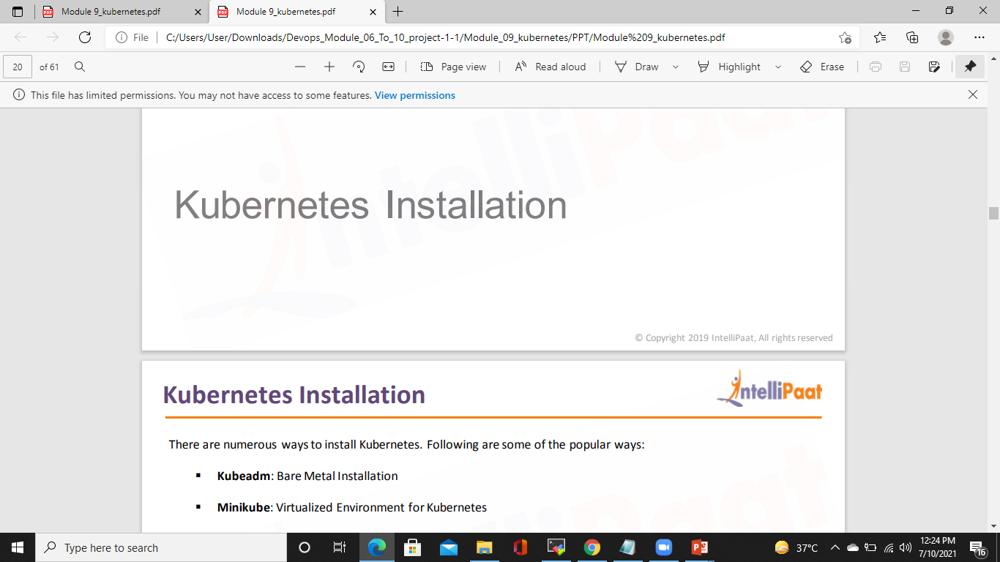 Module 9_kubernetes.pdf
Module 9_kubernetes.pdf
File
C:/Users/User/Downloads/Devops_Module_06_To_10_project-1-1/Module_09_kubernetes/PPT/Module%209_kubernetes.pdf
20 of 61
Page view
Read aloud
Draw
Highlight
Erase
This file has limited permissions. You may not have access to some features. View permissions
IntelliPaat
Kubernetes Installation
© Copyright 2019 IntelliPaat, All rights reserved
Kubernetes Installation
IntelliPaat
There are numerous ways to install Kubernetes. Following are some of the popular ways:
▪ Kubeadm: Bare Metal Installation
▪ Minikube: Virtualized Environment for Kubernetes
Type here to search
37°C
12:24 PM
7/10/2021
16